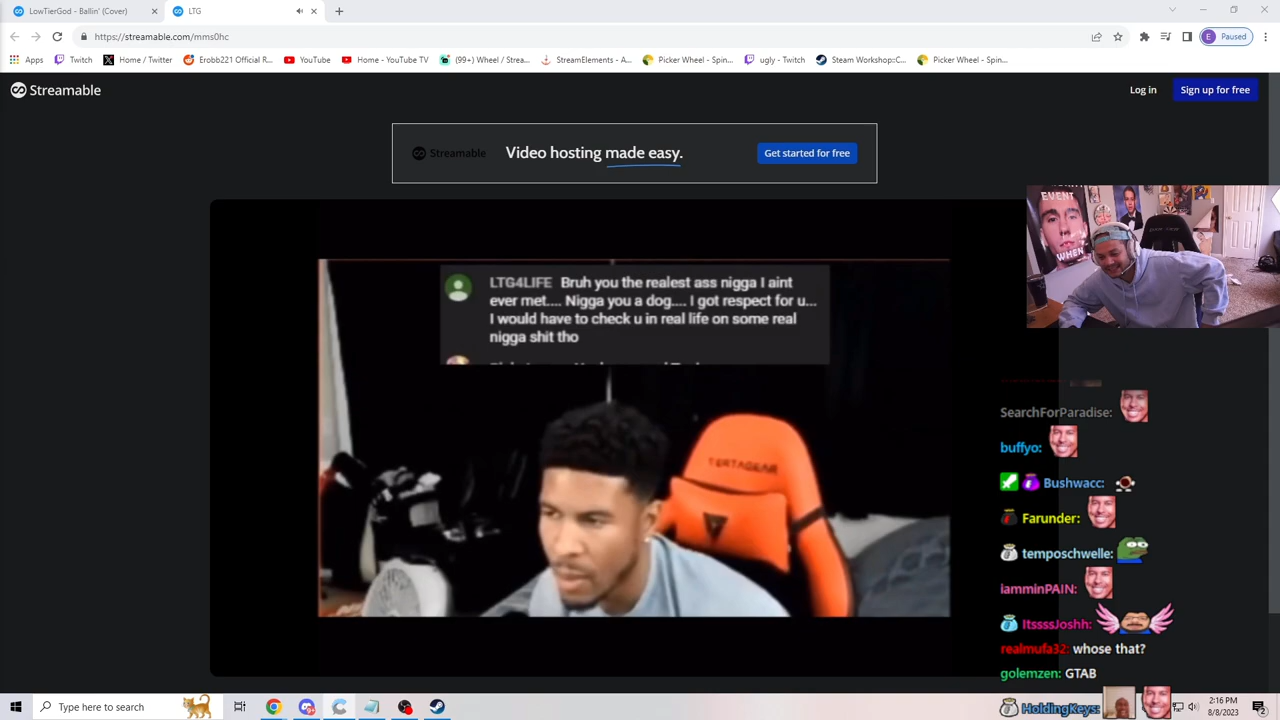 LowTierGod - Ballin' (Cover)
LTG
https://streamable.com/mms0hc
E Paused
Apps
Twitch
Home / Twitter
Erobb221 Official R...
YouTube
Home - YouTube TV
(99+) Wheel / Strea...
StreamElements - A...
Picker Wheel - Spin...
ugly - Twitch
Steam Workshop::C...
Picker Wheel - Spin...
Streamable
Log in
Sign up for free
Streamable
Video hosting made easy.
Get started for free
EVENT
WHEN
LTG4LIFE Bruh you the realest ass nigga I aint
ever met.... Nigga you a dog.... I got respect for u...
I would have to check u in real life on some real
nigga shit tho
TERTAGEAR
SearchForParadise:
buffyo:
Bushwacc:
Farunder:
temposchwelle:
iamminPAIN:
ItssssJoshh:
realmufa32: whose that?
golemzen: GTAB
HoldingKeys:
Type here to search
2:16 PM
8/8/2023
2